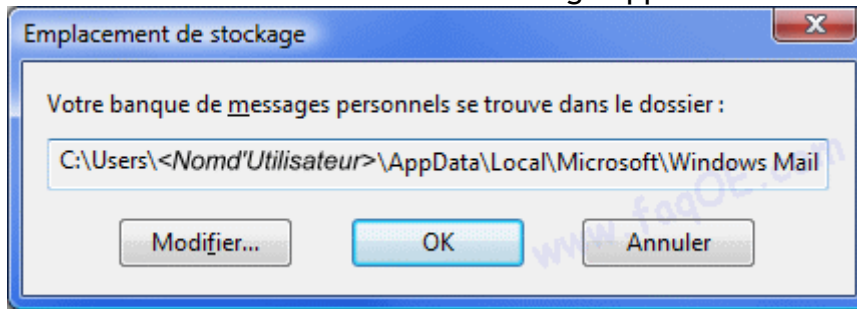 Emplacement de stockage
Votre banque de messages personnels se trouve dans le dossier :
C:\Users\<Nomd'Utilisateur>\AppData\Local\Microsoft\Windows Mail
Modifier... OK Annuler
www.faqOE.com